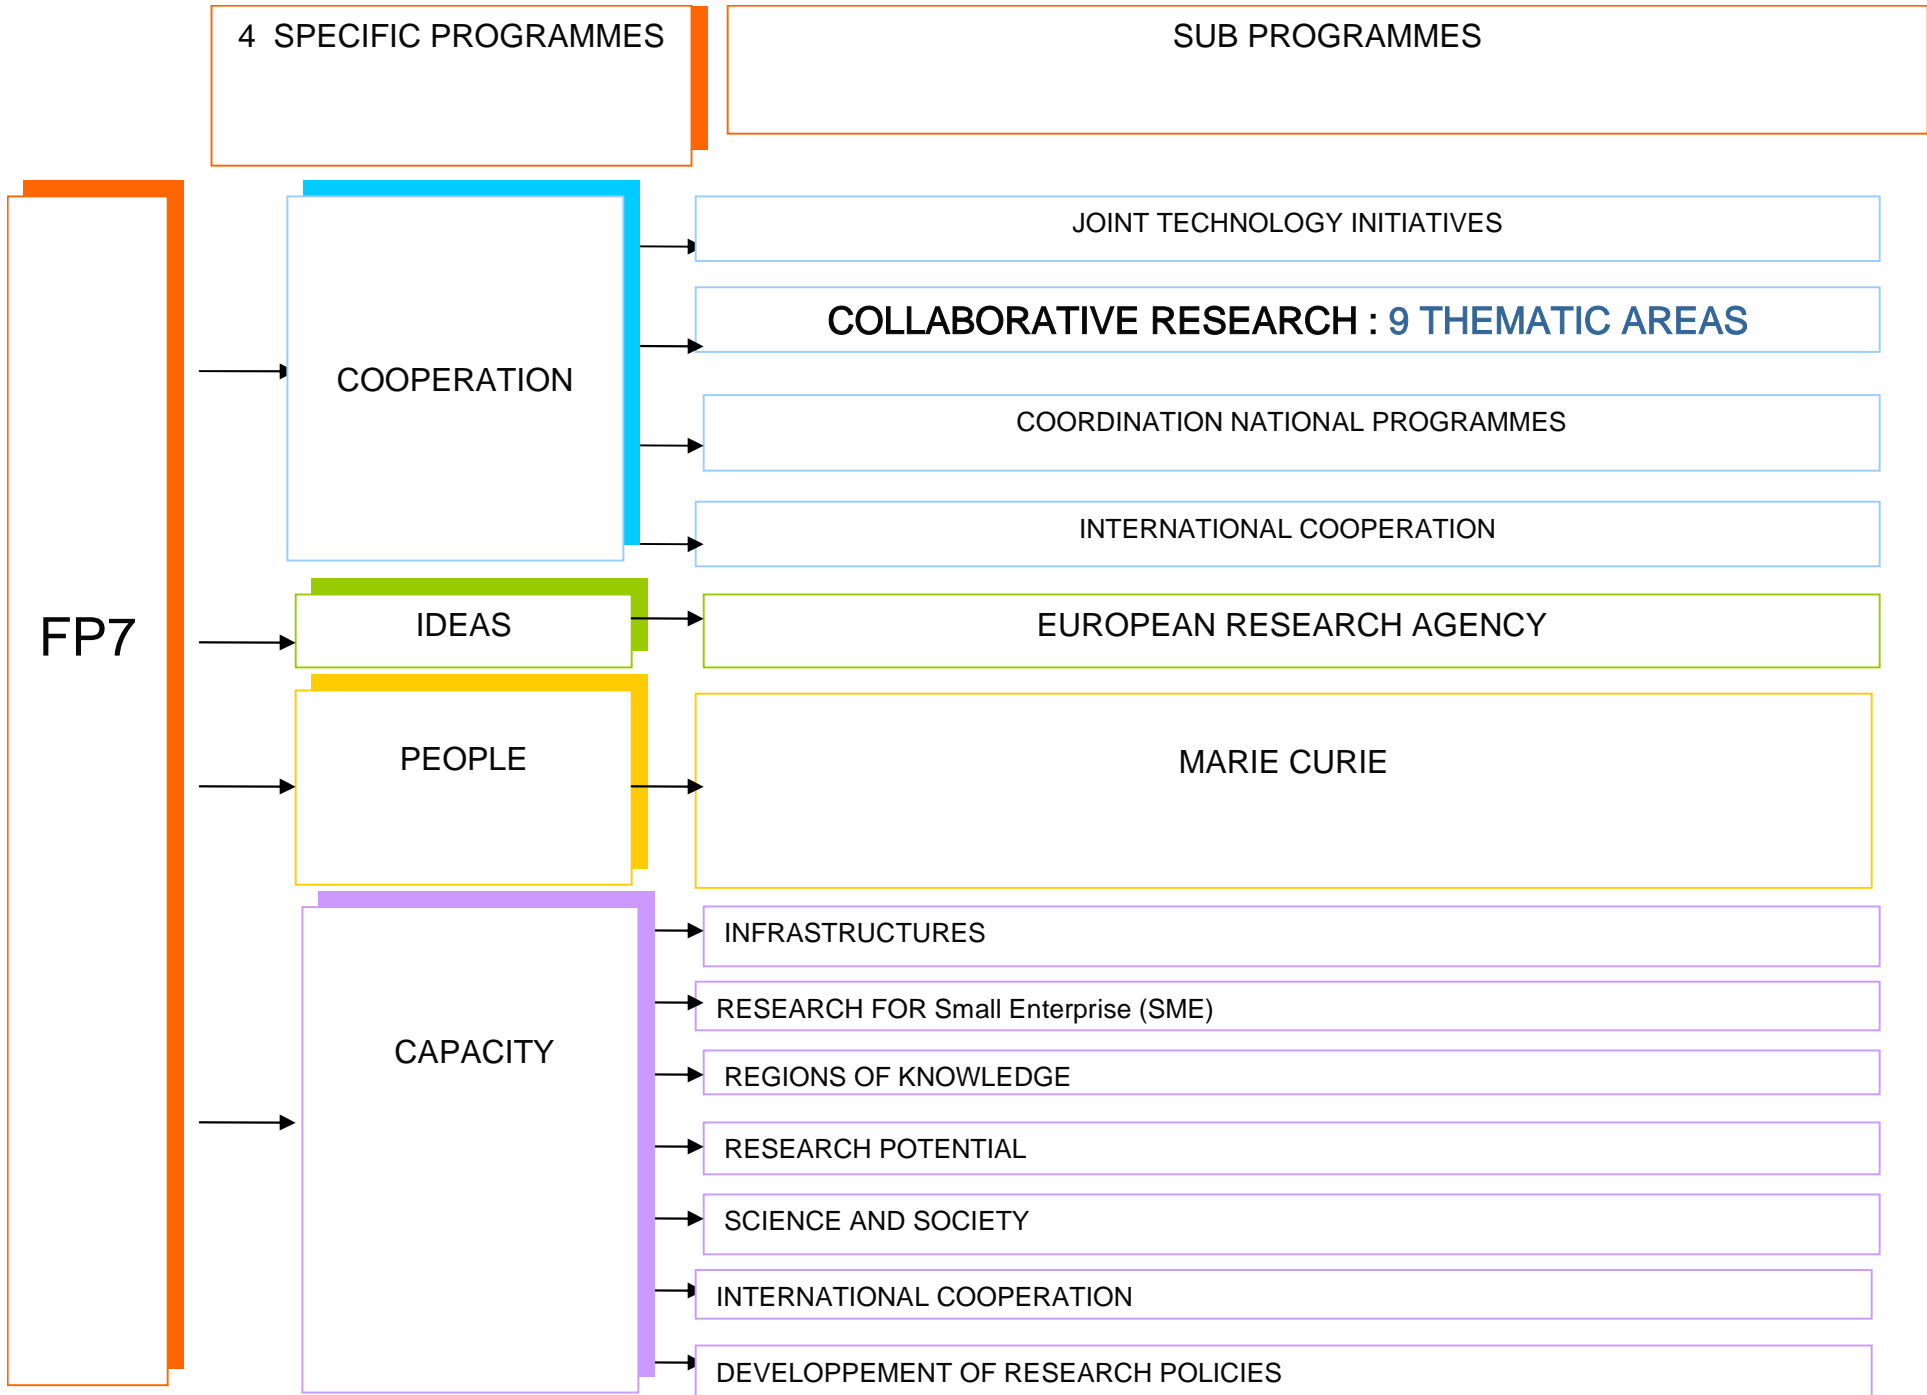 4 SPECIFIC PROGRAMMES
SUB PROGRAMMES
FP7
COOPERATION
JOINT TECHNOLOGY INITIATIVES
COLLABORATIVE RESEARCH : 9 THEMATIC AREAS
COORDINATION NATIONAL PROGRAMMES
INTERNATIONAL COOPERATION
IDEAS
EUROPEAN RESEARCH AGENCY
PEOPLE
MARIE CURIE
CAPACITY
INFRASTRUCTURES
RESEARCH FOR Small Enterprise (SME)
REGIONS OF KNOWLEDGE
RESEARCH POTENTIAL
SCIENCE AND SOCIETY
INTERNATIONAL COOPERATION
DEVELOPPEMENT OF RESEARCH POLICIES